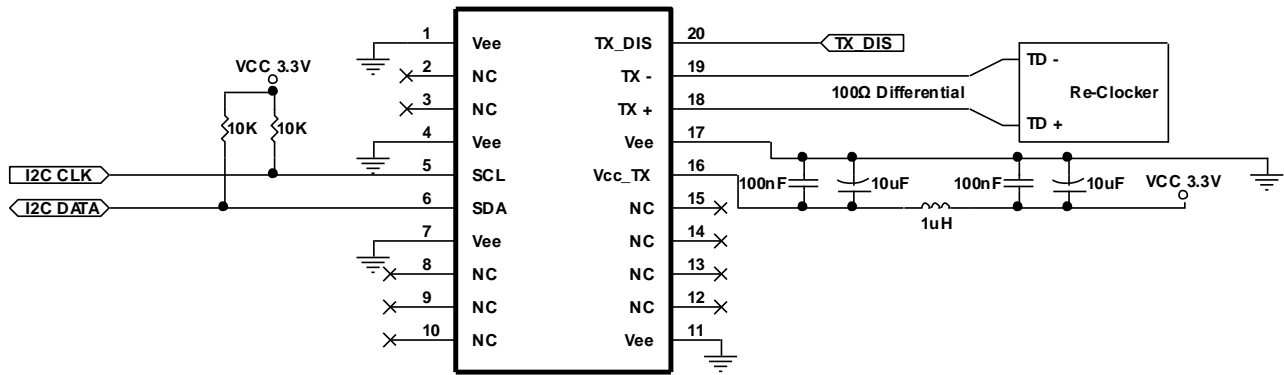 1 Vee TX_DIS 20 TX_DIS
2 NC TX - 19 TD -
VCC 3.3V
100Ω Differential Re-Clocker
3 NC TX + 18 TD +
10K 10K
4 Vee Vee 17
I2C CLK 5 SCL Vcc_TX 16 100nF 10uF 100nF 10uF VCC 3.3V
I2C DATA 6 SDA NC 15
1uH
7 Vee NC 14
8 NC NC 13
9 NC NC 12
10 NC Vee 11